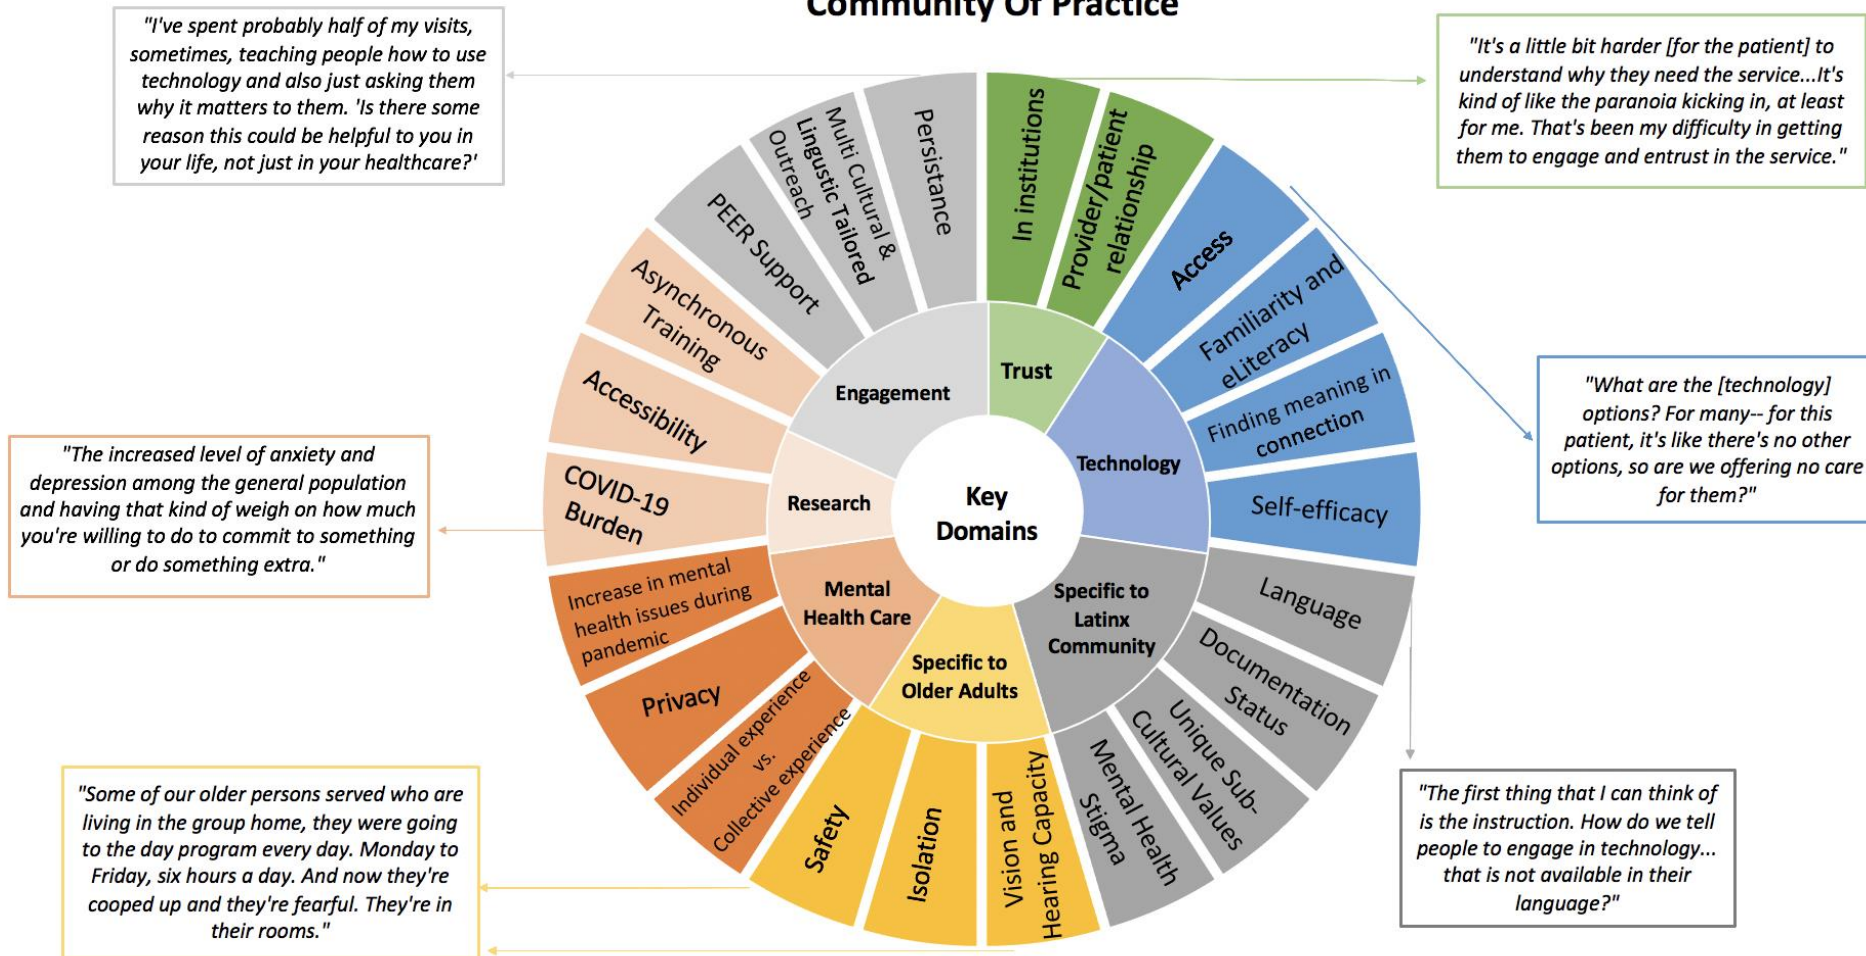 Community Of Practice
"I've spent probably half of my visits,
sometimes, teaching people how to use
technology and also just asking them
why it matters to them. 'Is there some
reason this could be helpful to you in
your life, not just in your healthcare?'
"It's a little bit harder [for the patient] to
understand why they need the service...It's
kind of like the paranoia kicking in, at least
for me. That's been my difficulty in getting
them to engage and entrust in the service."
"What are the [technology]
options? For many-- for this
patient, it's like there's no other
options, so are we offering no care
for them?"
"The first thing that I can think of
is the instruction. How do we tell
people to engage in technology...
that is not available in their
language?"
"Some of our older persons served who are
living in the group home, they were going
to the day program every day. Monday to
Friday, six hours a day. And now they're
cooped up and they're fearful. They're in
their rooms."
"The increased level of anxiety and
depression among the general population
and having that kind of weigh on how much
you're willing to do to commit to something
or do something extra."
Key
Domains
Trust
In institutions
Provider/patient
relationship
Technology
Access
Familiarity and
eLiteracy
Finding meaning in
connection
Self-efficacy
Specific to
Latinx
Community
Language
Documentation
Status
Unique Sub-
Cultural Values
Mental Health
Stigma
Specific to
Older Adults
Vision and
Hearing Capacity
Isolation
Safety
Mental
Health Care
Individual experience
vs.
Collective experience
Privacy
Increase in mental
health issues during
pandemic
Research
COVID-19
Burden
Accessibility
Asynchronous
Training
Engagement
PEER Support
Multi Cultural &
Lingustic Tailored
Outreach
Persistance